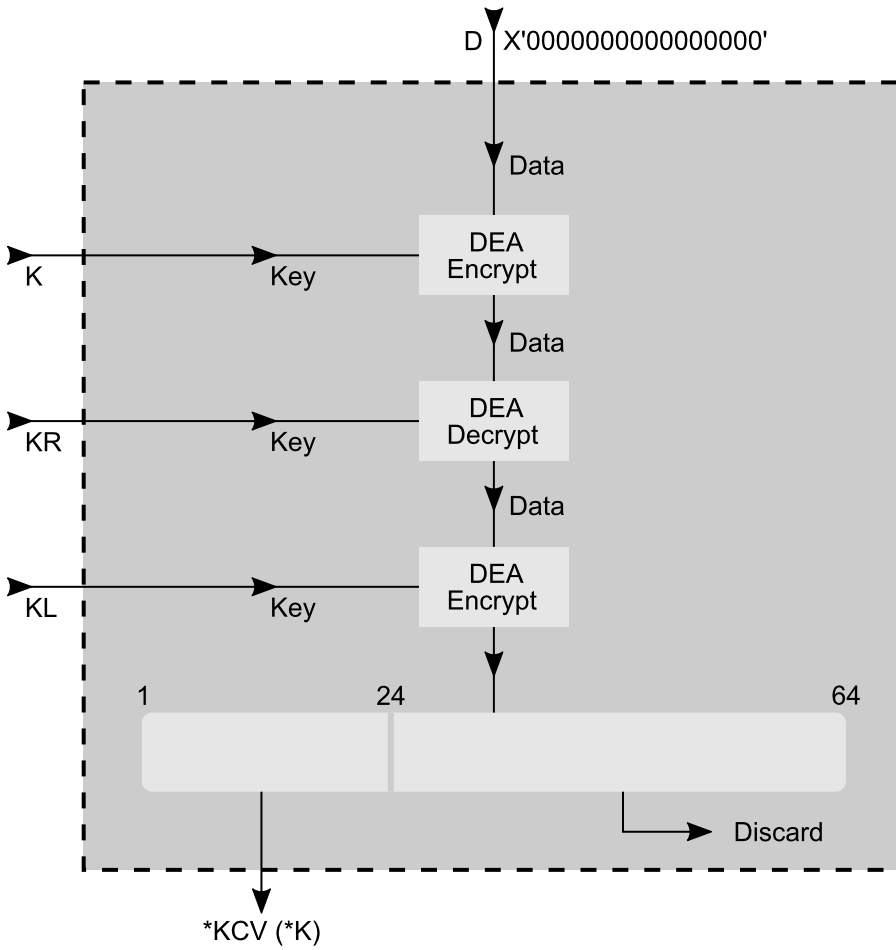 D X'0000000000000000'
Data
DEA
Encrypt
K
Key
Data
DEA
Decrypt
KR
Key
Data
DEA
Encrypt
KL
Key
1
24
64
Discard
*KCV (*K)